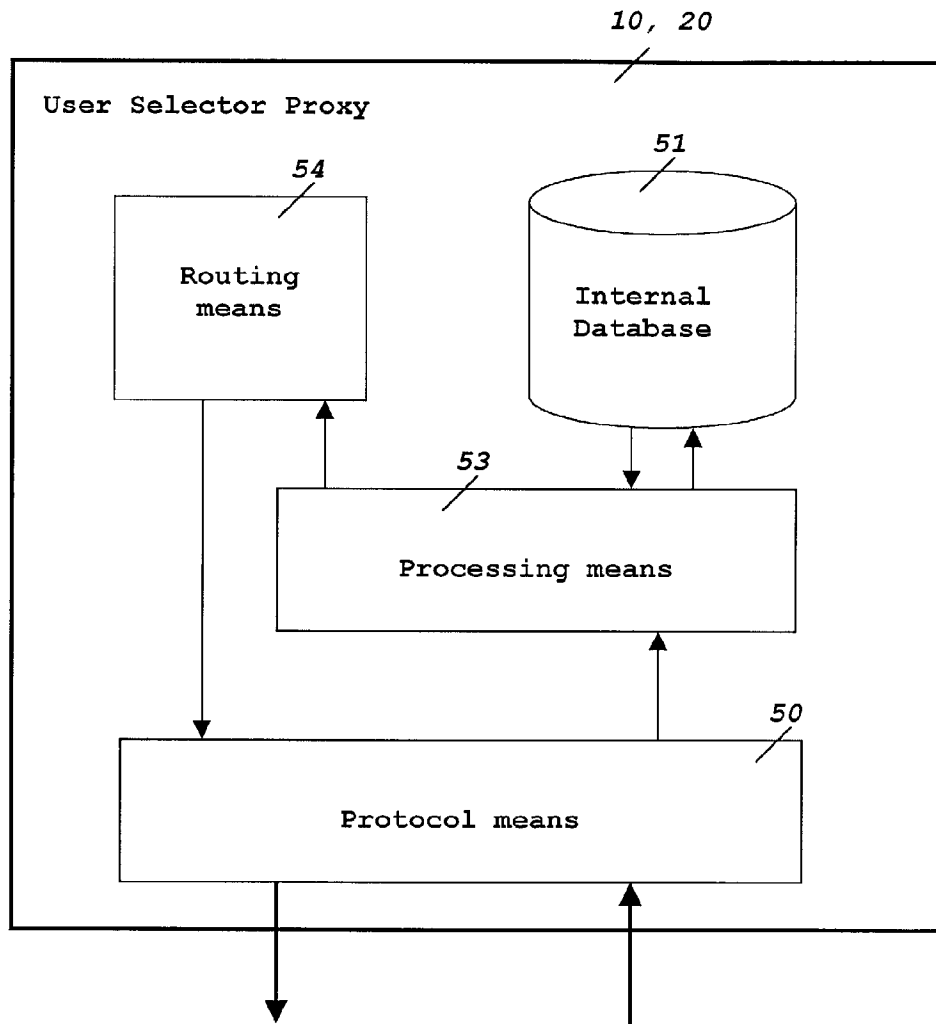 10, 20
User Selector Proxy
51
54
Routing
means
Internal
Database
53
Processing means
50
Protocol means